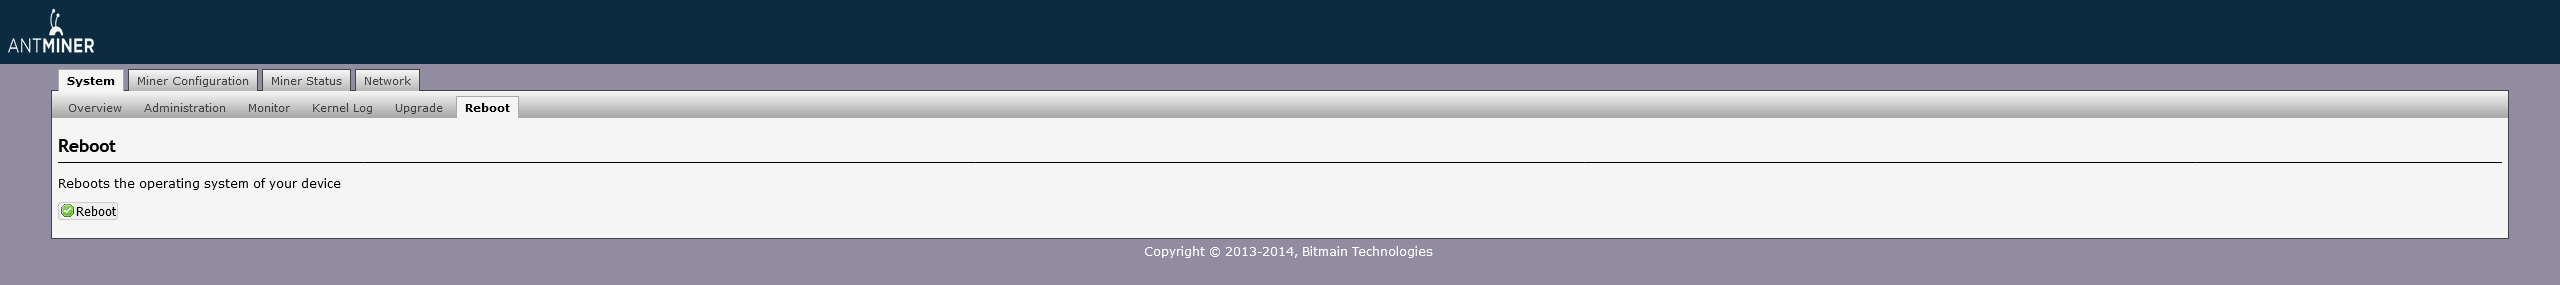 ANTMINER
System Miner Configuration Miner Status Network
Overview Administration Monitor Kernel Log Upgrade Reboot
Reboot
Reboots the operating system of your device
Reboot
Copyright © 2013-2014, Bitmain Technologies